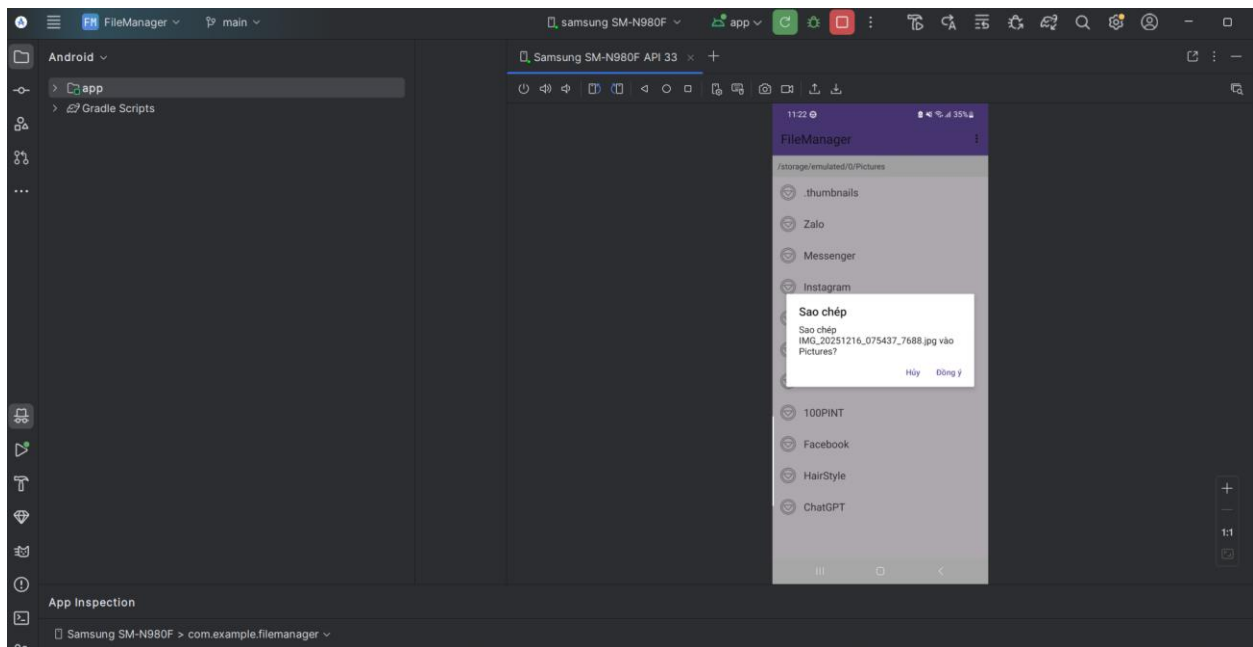 FM FileManager main samsung SM-N980F app
Android
Samsung SM-N980F API 33
app
Gradle Scripts
11:22 35%
FileManager
/storage/emulated/0/Pictures
.thumbnails
Zalo
Messenger
Instagram
Sao chép
Sao chép
IMG_20251216_075437_7688.jpg vào
Pictures?
Hủy Đồng ý
100PINT
Facebook
HairStyle
ChatGPT
1:1
App Inspection
Samsung SM-N980F > com.example.filemanager